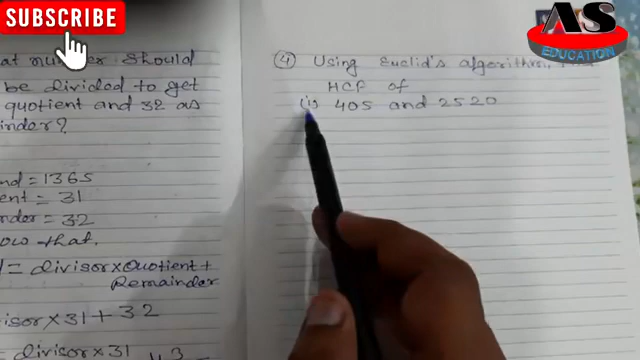 SUBSCRIBE
AS
EDUCATION
at number should
be divided to get
quotient and 32 as
inder?
nd = 1365
ent = 31
nder = 32
ow that.
= divisor × Quotient +
Remainder
isor × 31 + 32
divisor × 31
4 Using Euclid's algorithm,
HCF of
(i) 405 and 2520